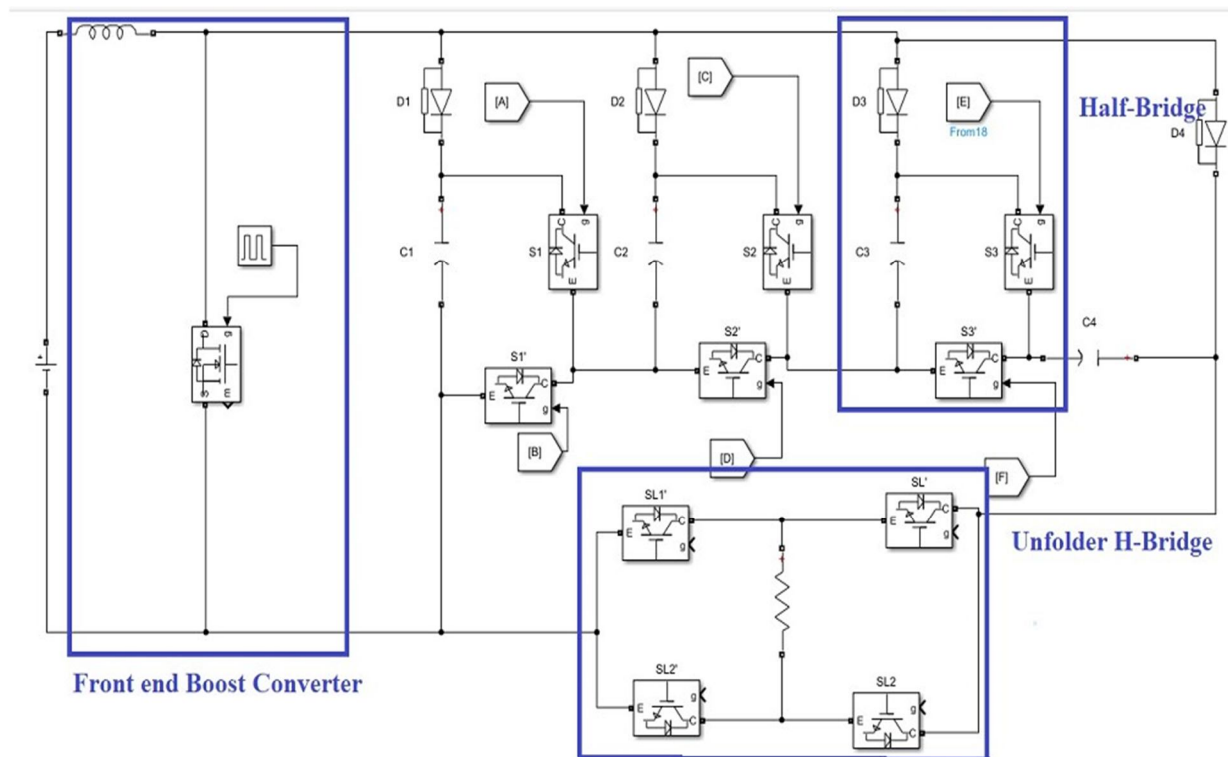 D1
[A]
D2
[C]
D3
[E]
From18
Half-Bridge
D4
g
C
S1
E
C1
g
C
S2
E
C2
g
C
S3
E
C3
C4
+
g
S
E
S1'
C
g
[B]
E
S2'
C
g
[D]
E
S3'
C
g
[F]
SL1'
E
C
g
SL'
E
C
g
Unfolder H-Bridge
SL2'
E
C
g
SL2
E
C
g
Front end Boost Converter